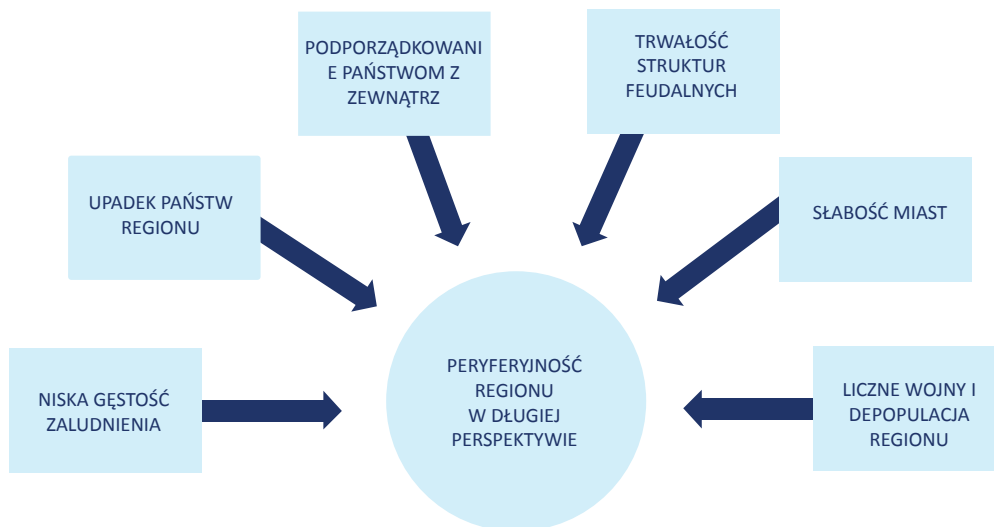 PODPORZĄDKOWANI
E PAŃSTWOM Z
ZEWNĄTRZ
TRWAŁOŚĆ
STRUKTUR
FEUDALNYCH
UPADEK PAŃSTW
REGIONU
SŁABOŚĆ MIAST
NISKA GĘSTOŚĆ
ZALUDNIENIA
PERYFERYJNOŚĆ
REGIONU
W DŁUGIEJ
PERSPEKTYWIE
LICZNE WOJNY I
DEPOPULACJA
REGIONU